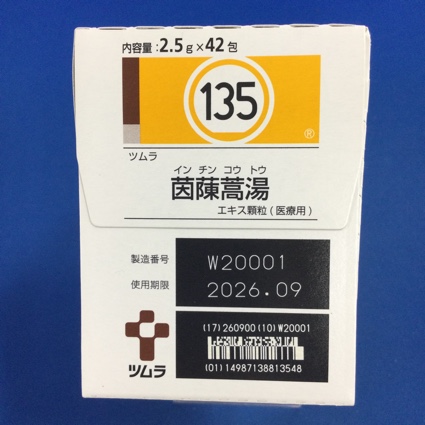 内容量:2.5g×42包
135
®
ツムラ
インチンコウトウ
茵蔯蒿湯
エキス顆粒(医療用)
製造番号 W20001
使用期限 2026.09
(17)260900(10)W20001
(01)14987138813548
ツムラ